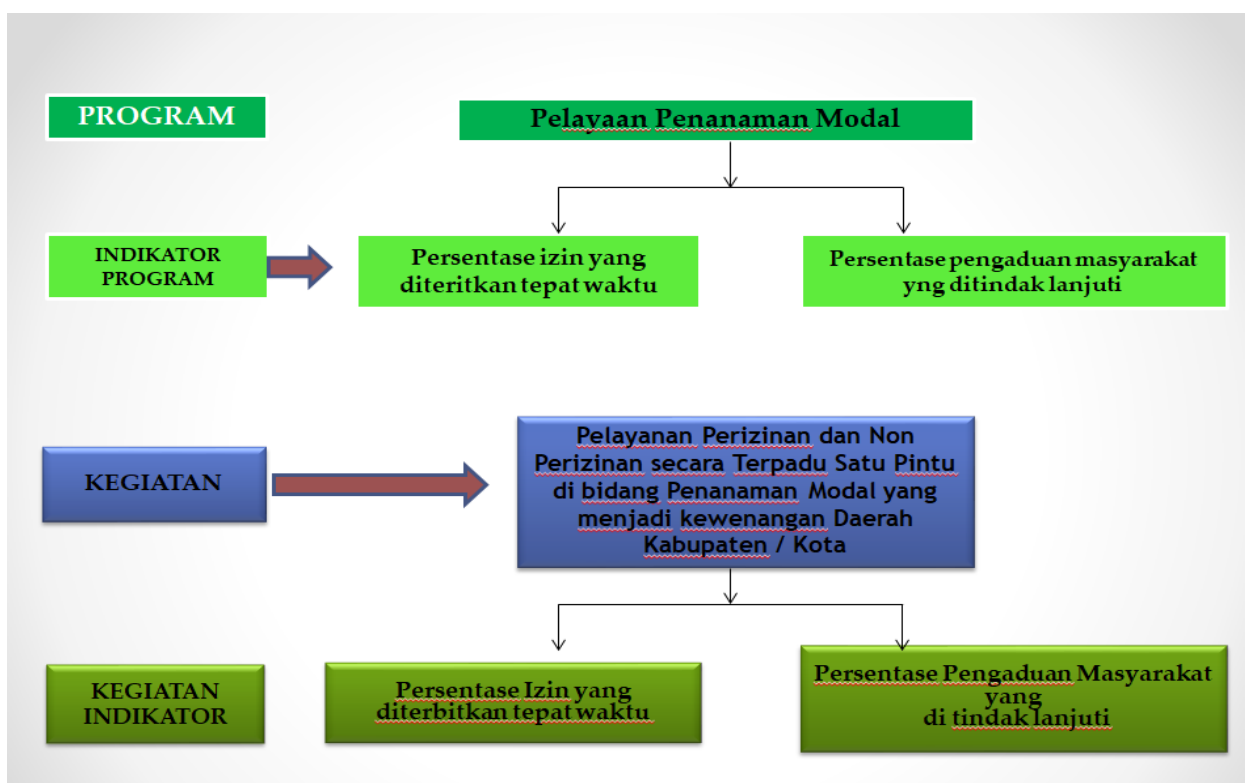 PROGRAM
Pelayaan Penanaman Modal
INDIKATOR
PROGRAM
Persentase izin yang
diteritkan tepat waktu
Persentase pengaduan masyarakat
yng ditindak lanjuti
KEGIATAN
Pelayanan Perizinan dan Non
Perizinan secara Terpadu Satu Pintu
di bidang Penanaman Modal yang
menjadi kewenangan Daerah
Kabupaten / Kota
KEGIATAN
INDIKATOR
Persentase Izin yang
diterbitkan tepat waktu
Persentase Pengaduan Masyarakat
yang
di tindak lanjuti